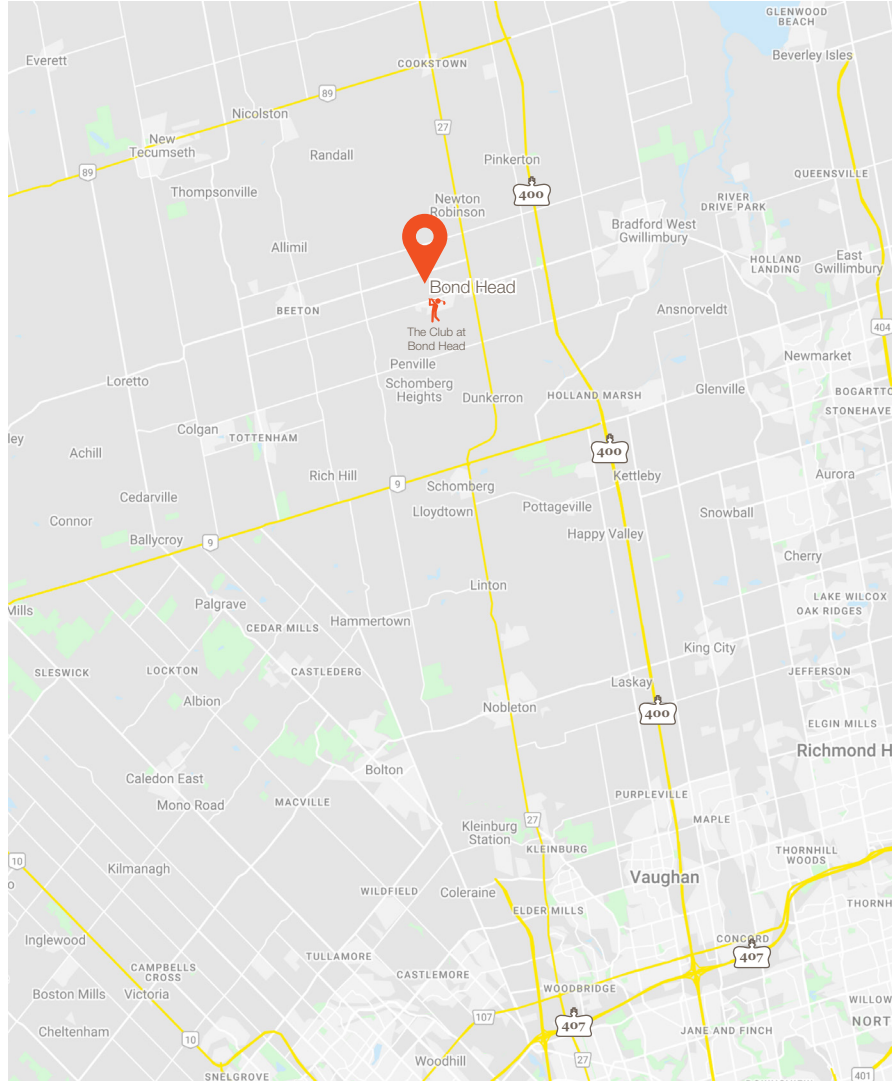 GLENWOOD
BEACH
Everett
COOKSTOWN
Beverley Isles
89
Nicolston
27
New
Tecumseth
Randall
Pinkerton
89
Thompsonville
400
QUEENSVILLE
Newton
Robinson
RIVER
DRIVE PARK
Bradford West
Gwillimbury
Allimil
HOLLAND
LANDING
East
Gwillimbury
Bond Head
BEETON
Ansnorveldt
The Club at
Bond Head
404
Newmarket
Penville
Schomberg
Heights
Loretto
Dunkerron
HOLLAND MARSH
Glenville
BOGARTTO
STONEHAVE
Colgan
TOTTENHAM
ley
Achill
400
Rich Hill
9
Schomberg
Kettleby
Aurora
Cedarville
Lloydtown
Pottageville
Snowball
Connor
Ballycroy
9
Happy Valley
Cherry
Linton
LAKE WILCOX
OAK RIDGES
Mills
Palgrave
CEDAR MILLS
Hammertown
King City
SLESWICK
LOCKTON
CASTLEDERG
JEFFERSON
Laskay
Albion
Nobleton
400
ELGIN MILLS
Richmond H
Bolton
Caledon East
Mono Road
MACVILLE
PURPLEVILLE
27
MAPLE
Kleinburg
Station
KLEINBURG
THORNHILL
WOODS
10
Kilmanagh
Vaughan
o
WILDFIELD
Coleraine
THORNH
ELDER MILLS
Inglewood
CONCORD
407
TULLAMORE
CAMPBELLS
CROSS
CASTLEMORE
Boston Mills
Victoria
WOODBRIDGE
WILLOW
107
407
NORT
Cheltenham
10
JANE AND FINCH
Woodhill
27
SNELGROVE
401